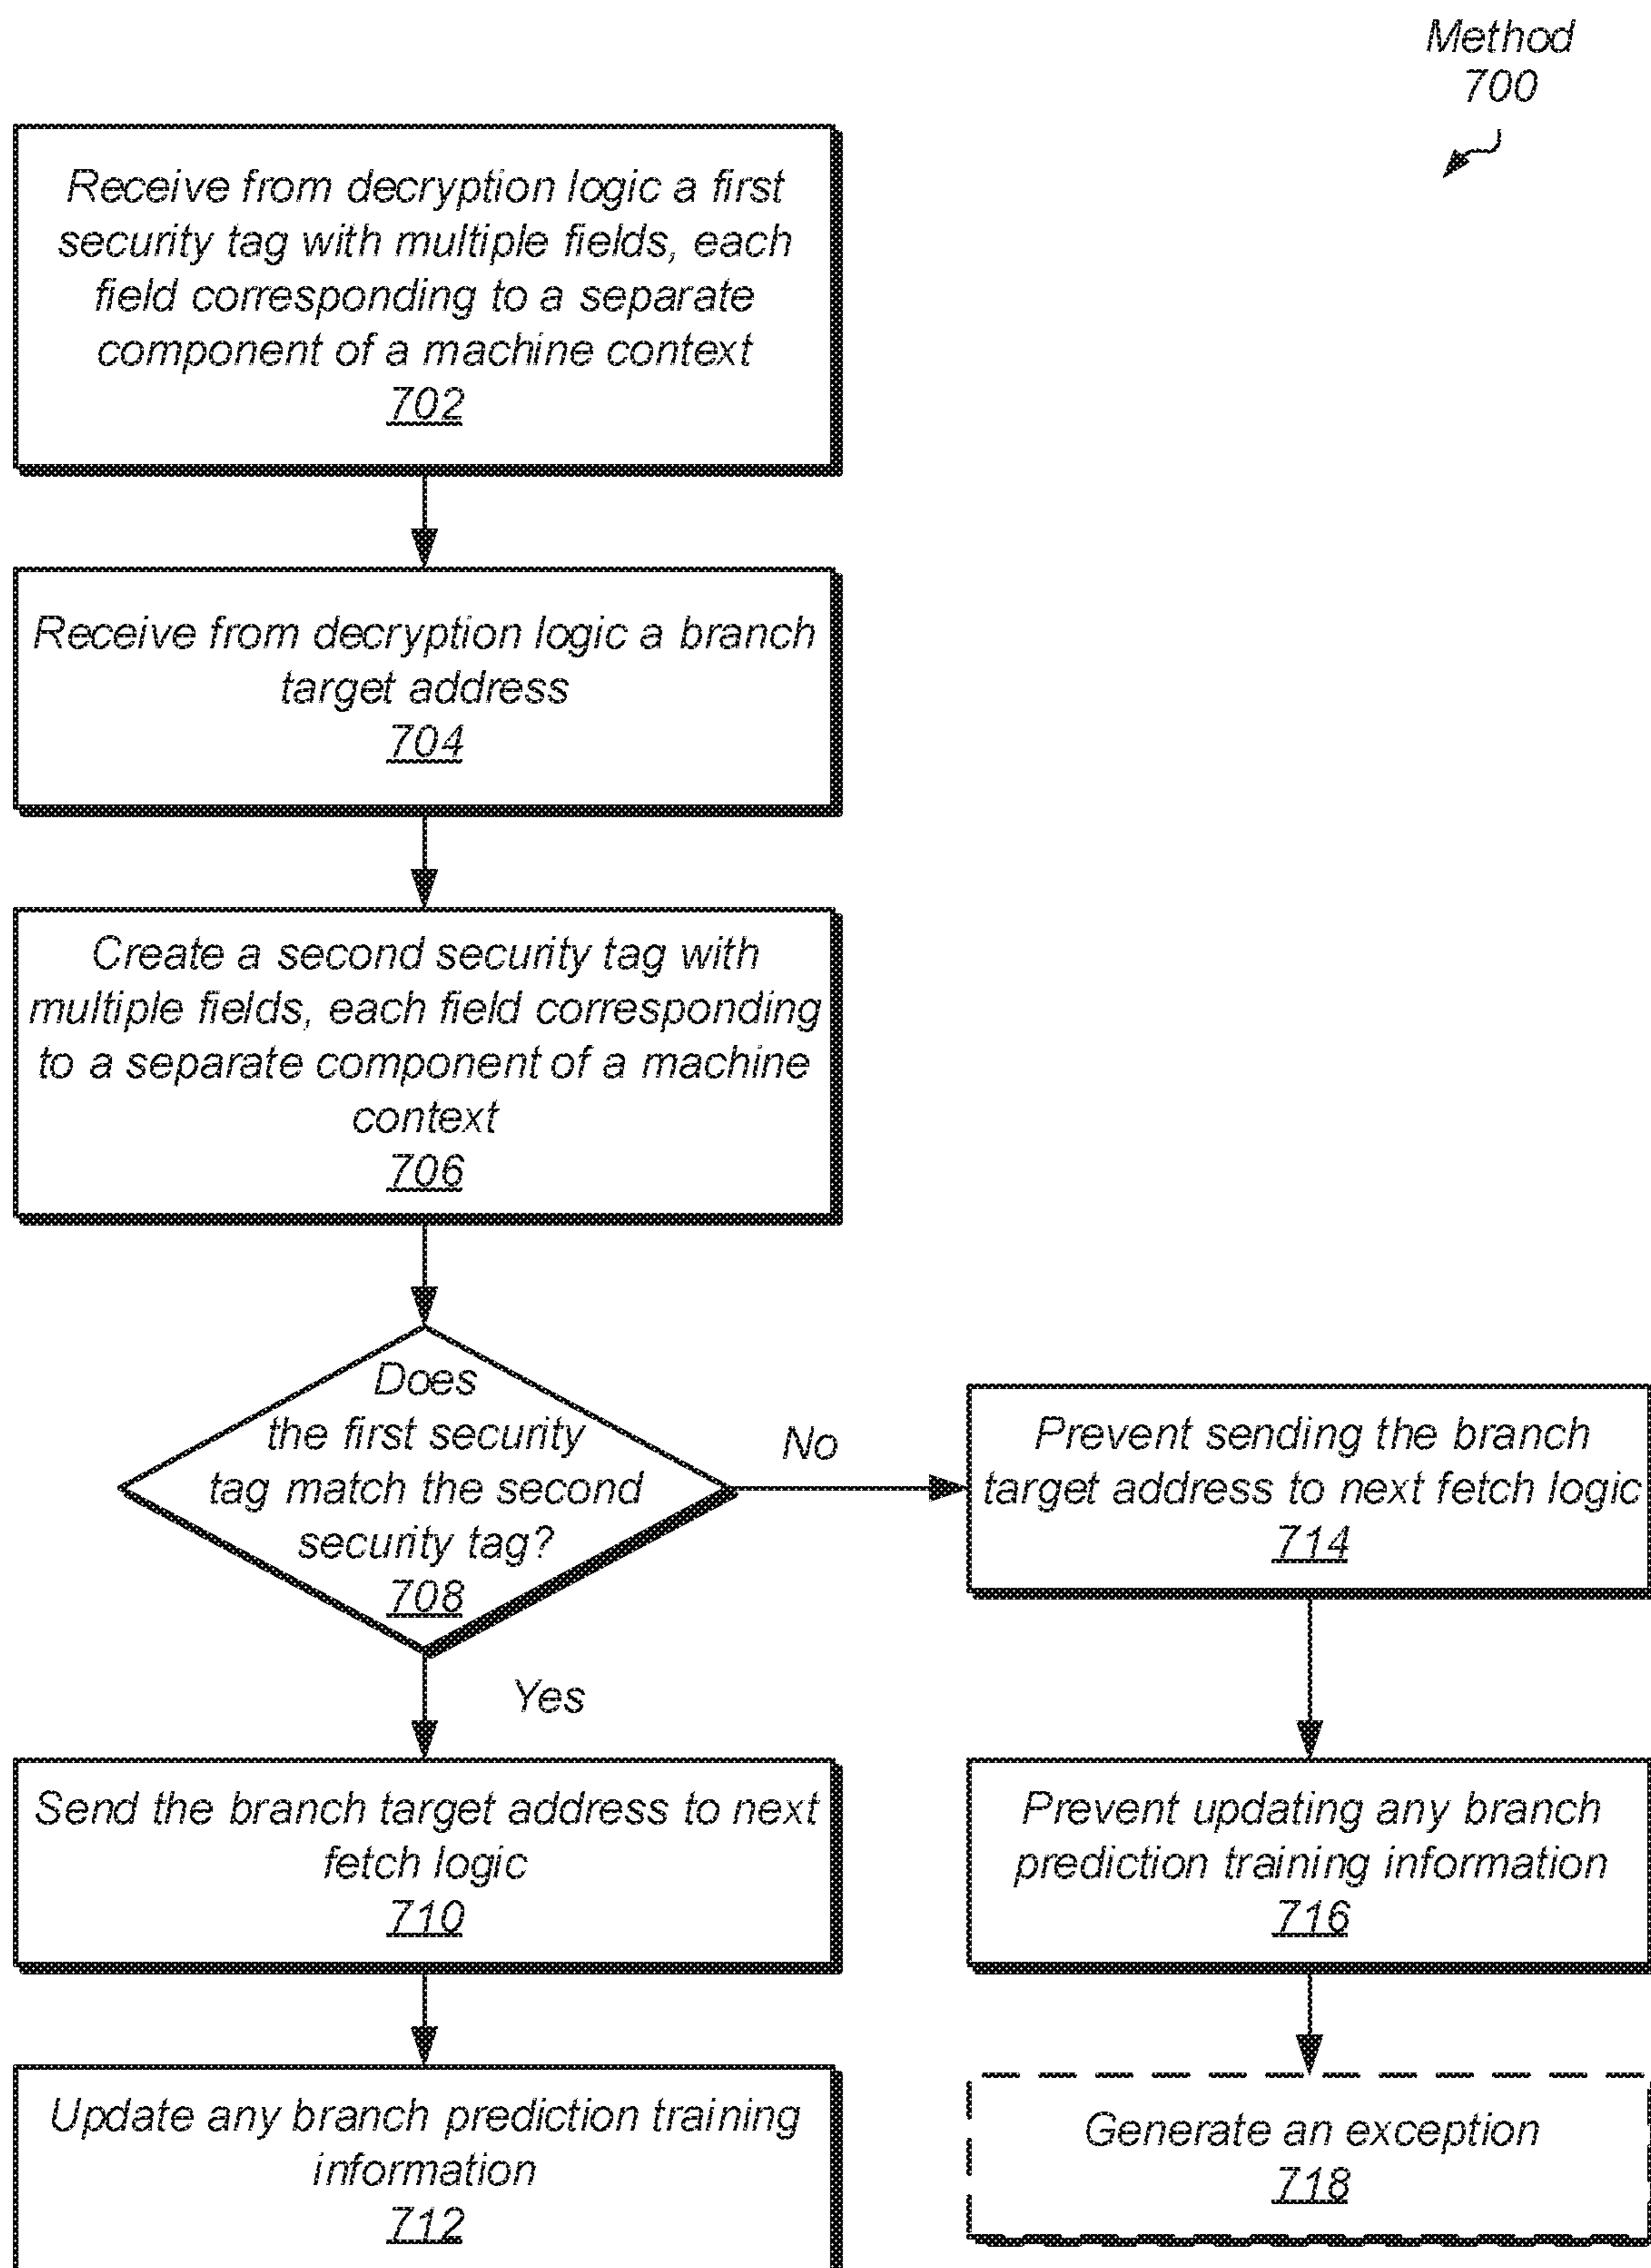 Method
700
Receive from decryption logic a first
security tag with multiple fields, each
field corresponding to a separate
component of a machine context
702
Receive from decryption logic a branch
target address
704
Create a second security tag with
multiple fields, each field corresponding
to a separate component of a machine
context
706
Does
the first security
tag match the second
security tag?
708
No
Prevent sending the branch
target address to next fetch logic
714
Yes
Send the branch target address to next
fetch logic
710
Prevent updating any branch
prediction training information
716
Update any branch prediction training
information
712
Generate an exception
718